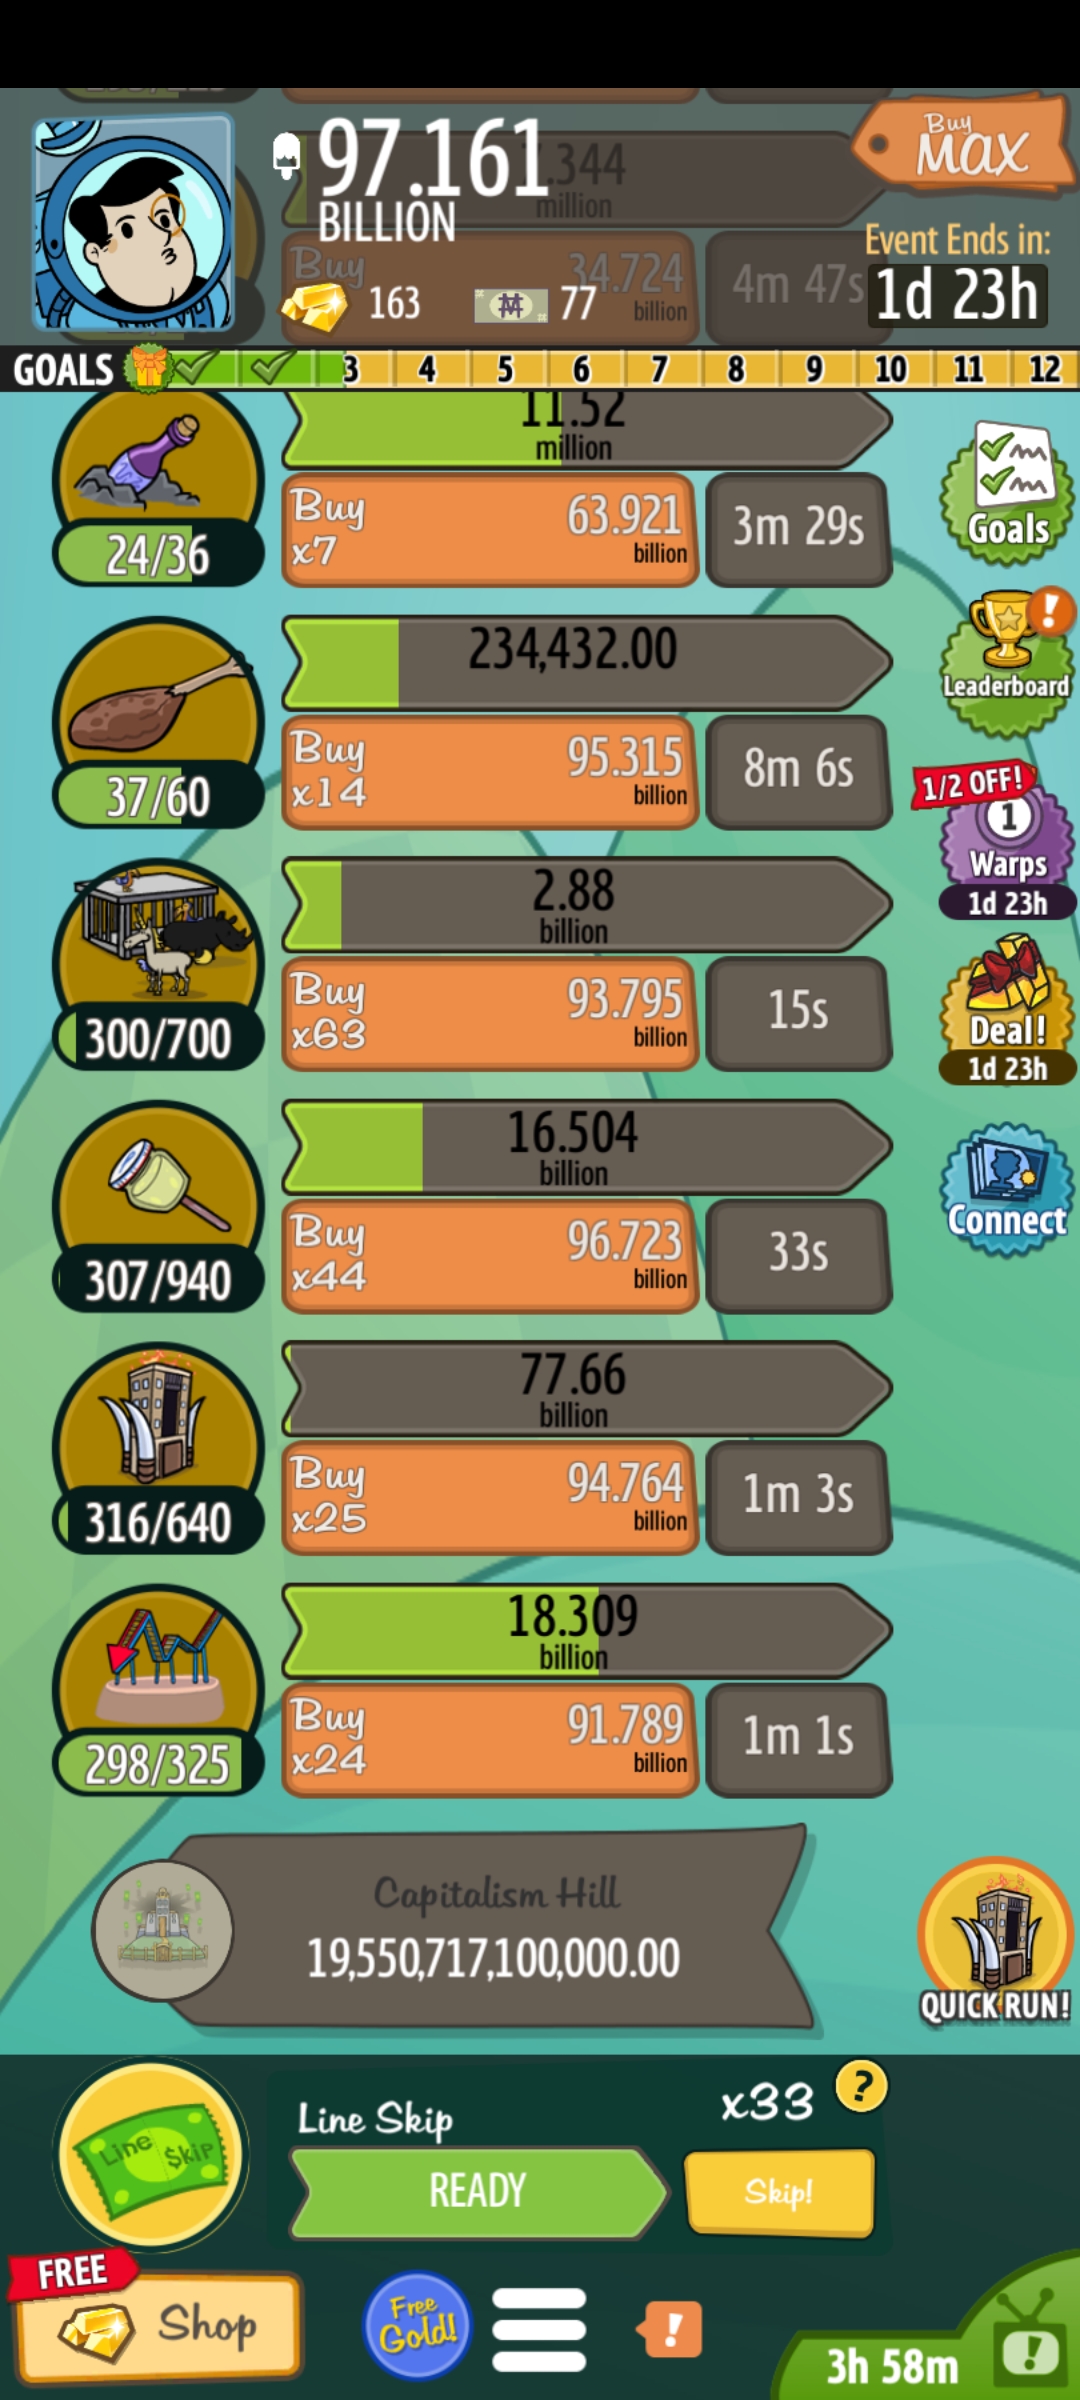 97.161
BILLION
.344
million
Buy
MAX
Buy
34.724
billion
4m 47s
163
77
Event Ends in:
1d 23h
GOALS
3
4
5
6
7
8
9
10
11
12
11.52
million
24/36
Buy
x7
63.921
billion
3m 29s
Goals
234,432.00
37/60
Buy
x14
95.315
billion
8m 6s
Leaderboard
1/2 OFF!
1
Warps
1d 23h
2.88
billion
300/700
Buy
x63
93.795
billion
15s
Deal!
1d 23h
16.504
billion
307/940
Buy
x44
96.723
billion
33s
Connect
77.66
billion
316/640
Buy
x25
94.764
billion
1m 3s
18.309
billion
298/325
Buy
x24
91.789
billion
1m 1s
Capitalism Hill
19,550,717,100,000.00
QUICK RUN!
Line $kip
Line Skip
x33
?
READY
Skip!
FREE
Shop
Free
Gold!
!
3h 58m
!